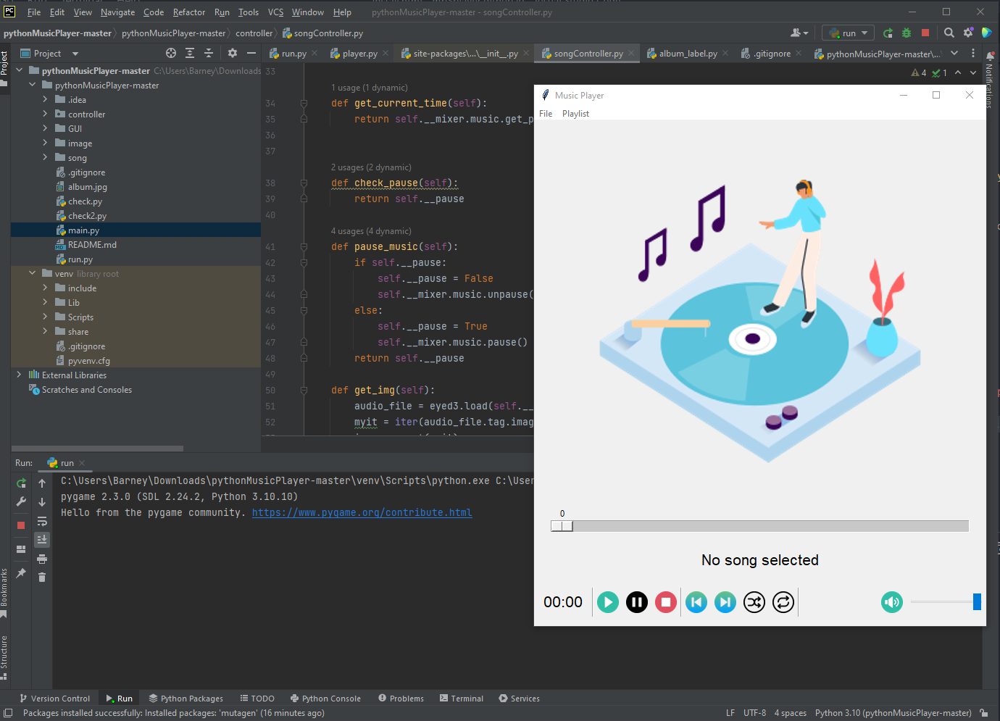 PC File Edit View Navigate Code Refactor Run Tools VCS Window Help pythonMusicPlayer-master - songController.py
pythonMusicPlayer-master pythonMusicPlayer-master controller songController.py run
Project
Project
run.py player.py site-packages\...\__init__.py songController.py album_label.py .gitignore pythonMusicPlayer-master\...
Notifications
pythonMusicPlayer-master C:\Users\Barney\Downloads
pythonMusicPlayer-master
.idea
controller
GUI
image
song
.gitignore
album.jpg
check.py
check2.py
main.py
README.md
run.py
venv library root
include
Lib
Scripts
share
.gitignore
pyvenv.cfg
External Libraries
Scratches and Consoles
4 1
33
1 usage (1 dynamic)
34 def get_current_time(self):
35 return self.__mixer.music.get_p
36
37
2 usages (2 dynamic)
38 def check_pause(self):
39 return self.__pause
40
4 usages (4 dynamic)
41 def pause_music(self):
42 if self.__pause:
43 self.__pause = False
44 self.__mixer.music.unpause(
45 else:
46 self.__pause = True
47 self.__mixer.music.pause()
48 return self.__pause
49
50 def get_img(self):
51 audio_file = eyed3.load(self.__
52 myit = iter(audio_file.tag.imag
Music Player
File Playlist
0
No song selected
00:00
Run: run
C:\Users\Barney\Downloads\pythonMusicPlayer-master\venv\Scripts\python.exe C:\User
pygame 2.3.0 (SDL 2.24.2, Python 3.10.10)
Hello from the pygame community. https://www.pygame.org/contribute.html
Bookmarks
Structure
Version Control Run Python Packages TODO Python Console Problems Terminal Services
Packages installed successfully: Installed packages: 'mutagen' (16 minutes ago) LF UTF-8 4 spaces Python 3.10 (pythonMusicPlayer-master)